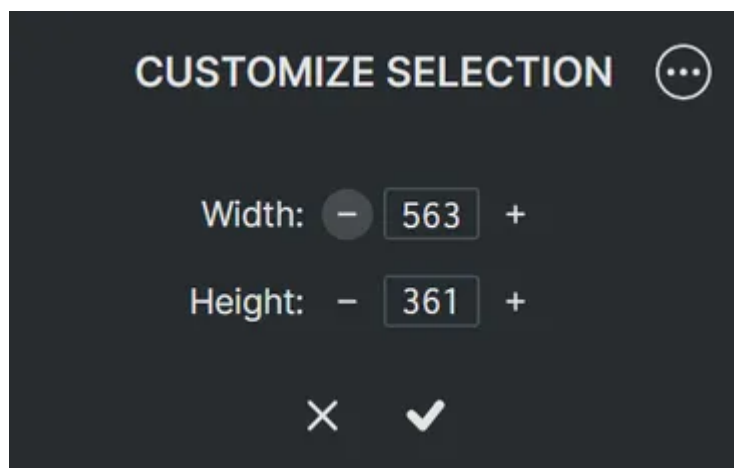 CUSTOMIZE SELECTION
Width: − 563 +
Height: − 361 +